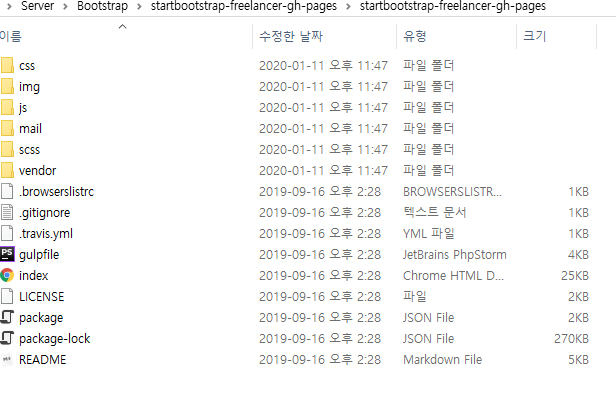 Server > Bootstrap > startbootstrap-freelancer-gh-pages > startbootstrap-freelancer-gh-pages
이름 수정한 날짜 유형 크기
css 2020-01-11 오후 11:47 파일 폴더
img 2020-01-11 오후 11:47 파일 폴더
js 2020-01-11 오후 11:47 파일 폴더
mail 2020-01-11 오후 11:47 파일 폴더
scss 2020-01-11 오후 11:47 파일 폴더
vendor 2020-01-11 오후 11:47 파일 폴더
.browserslistrc 2019-09-16 오후 2:28 BROWSERSLISTR... 1KB
.gitignore 2019-09-16 오후 2:28 텍스트 문서 1KB
.travis.yml 2019-09-16 오후 2:28 YML 파일 1KB
PS gulpfile 2019-09-16 오후 2:28 JetBrains PhpStorm 4KB
index 2019-09-16 오후 2:28 Chrome HTML D... 25KB
LICENSE 2019-09-16 오후 2:28 파일 2KB
package 2019-09-16 오후 2:28 JSON File 2KB
package-lock 2019-09-16 오후 2:28 JSON File 270KB
README 2019-09-16 오후 2:28 Markdown File 5KB